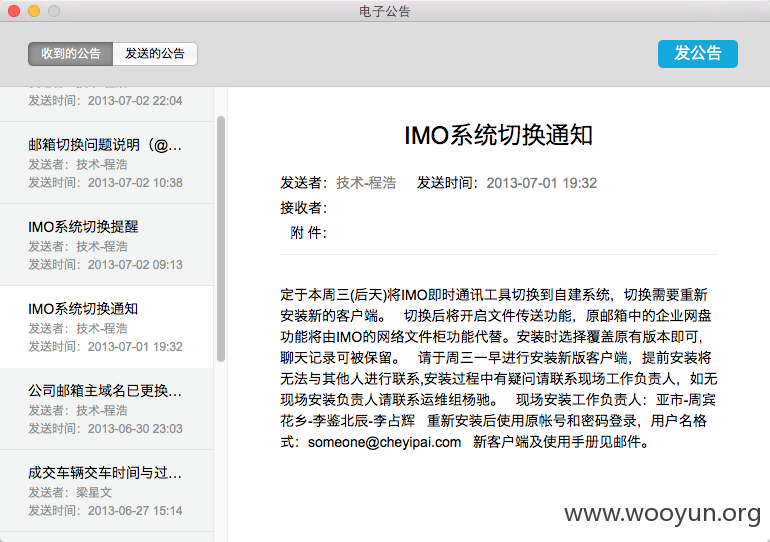 电子公告
收到的公告 发送的公告 发公告
发送时间：2013-07-02 22:04
邮箱切换问题说明（@...
发送者：技术-程浩
发送时间：2013-07-02 10:38
IMO系统切换提醒
发送者：技术-程浩
发送时间：2013-07-02 09:13
IMO系统切换通知
发送者：技术-程浩
发送时间：2013-07-01 19:32
公司邮箱主域名已更换...
发送者：技术-程浩
发送时间：2013-06-30 23:03
成交车辆交车时间与过...
发送者：梁星文
发送时间：2013-06-27 15:14
IMO系统切换通知
发送者：技术-程浩 发送时间：2013-07-01 19:32
接收者：
附 件：
定于本周三(后天)将IMO即时通讯工具切换到自建系统，切换需要重新
安装新的客户端。 切换后将开启文件传送功能，原邮箱中的企业网盘
功能将由IMO的网络文件柜功能代替。安装时选择覆盖原有版本即可，
聊天记录可被保留。 请于周三一早进行安装新版客户端，提前安装将
无法与其他人进行联系,安装过程中有疑问请联系现场工作负责人，如无
现场安装负责人请联系运维组杨驰。 现场安装工作负责人：亚市-周宾
花乡-李鉴北辰-李占辉 重新安装后使用原帐号和密码登录，用户名格
式：someone@cheyipai.com 新客户端及使用手册见邮件。
www.wooyun.org